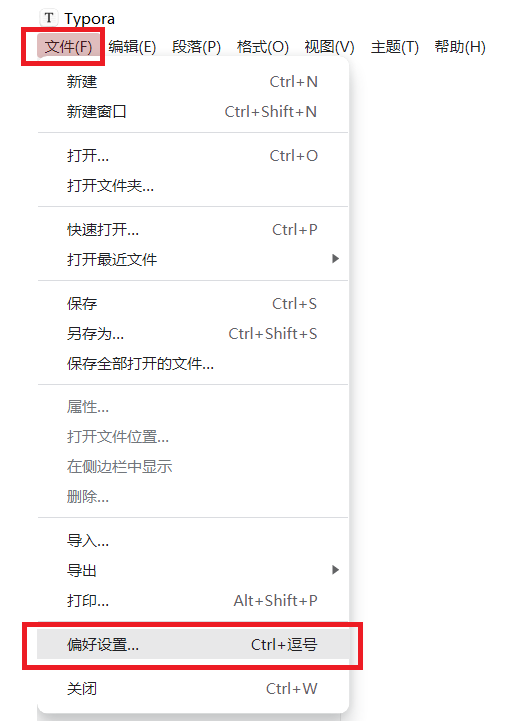 T Typora
文件(F) 编辑(E) 段落(P) 格式(O) 视图(V) 主题(T) 帮助(H)
新建 Ctrl+N
新建窗口 Ctrl+Shift+N
打开... Ctrl+O
打开文件夹...
快速打开... Ctrl+P
打开最近文件
保存 Ctrl+S
另存为... Ctrl+Shift+S
保存全部打开的文件...
属性...
打开文件位置...
在侧边栏中显示
删除...
导入...
导出
打印... Alt+Shift+P
偏好设置... Ctrl+逗号
关闭 Ctrl+W